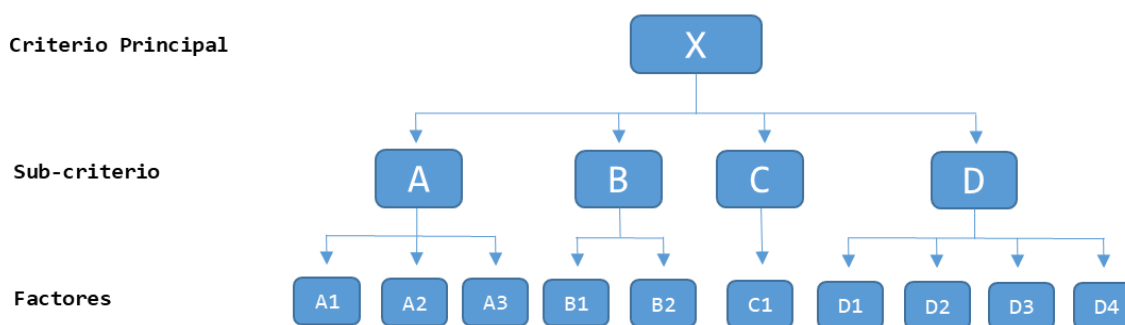 Criterio Principal
X
Sub-criterio
A
B
C
D
Factores
A1
A2
A3
B1
B2
C1
D1
D2
D3
D4